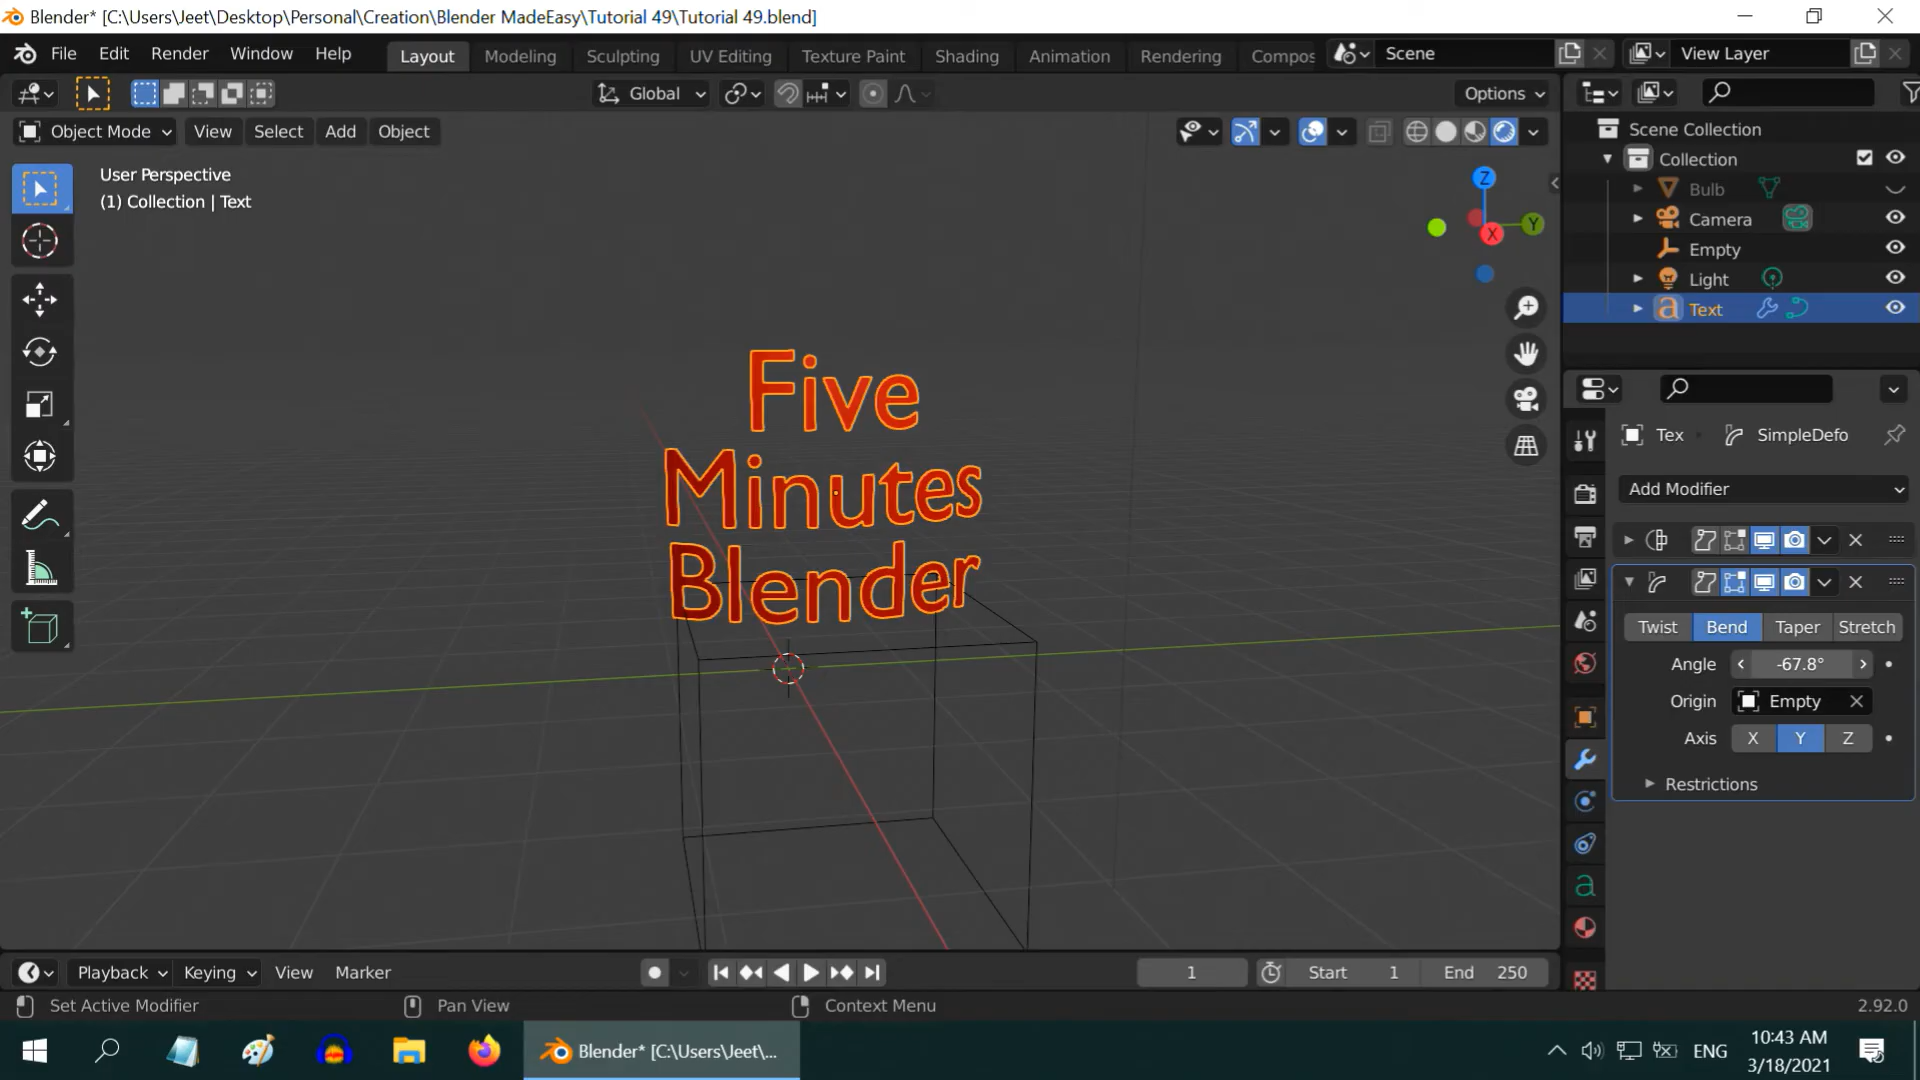 Blender* [C:\Users\Jeet\Desktop\Personal\Creation\Blender MadeEasy\Tutorial 49\Tutorial 49.blend]
File Edit Render Window Help Layout Modeling Sculpting UV Editing Texture Paint Shading Animation Rendering Compos Scene View Layer
Global Options
Object Mode View Select Add Object
User Perspective
(1) Collection | Text
Z
Y
X
Scene Collection
Collection
Bulb
Camera
Empty
Light
Text
Five
Minutes
Blender
Tex SimpleDefo
Add Modifier
Twist Bend Taper Stretch
Angle -67.8°
Origin Empty
Axis X Y Z
Restrictions
Playback Keying View Marker 1 Start 1 End 250
Set Active Modifier Pan View Context Menu 2.92.0
Blender* [C:\Users\Jeet\...
ENG
10:43 AM
3/18/2021